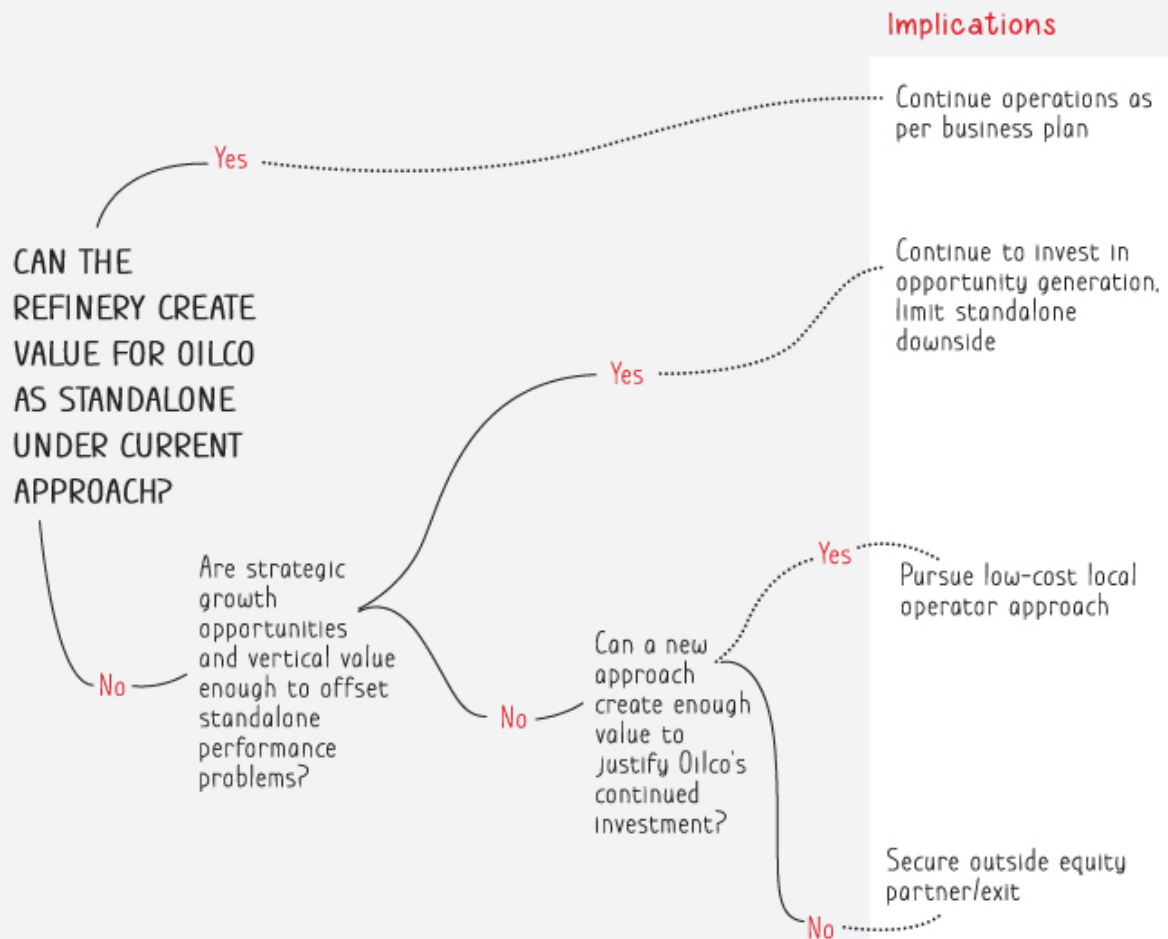 Implications
Continue operations as
per business plan
Yes
CAN THE
REFINERY CREATE
VALUE FOR OILCO
AS STANDALONE
UNDER CURRENT
APPROACH?
Continue to invest in
opportunity generation,
limit standalone
downside
Yes
No
Are strategic
growth
opportunities
and vertical value
enough to offset
standalone
performance
problems?
No
Can a new
approach
create enough
value to
justify Oilco's
continued
investment?
Yes
Pursue low-cost local
operator approach
No
Secure outside equity
partner/exit